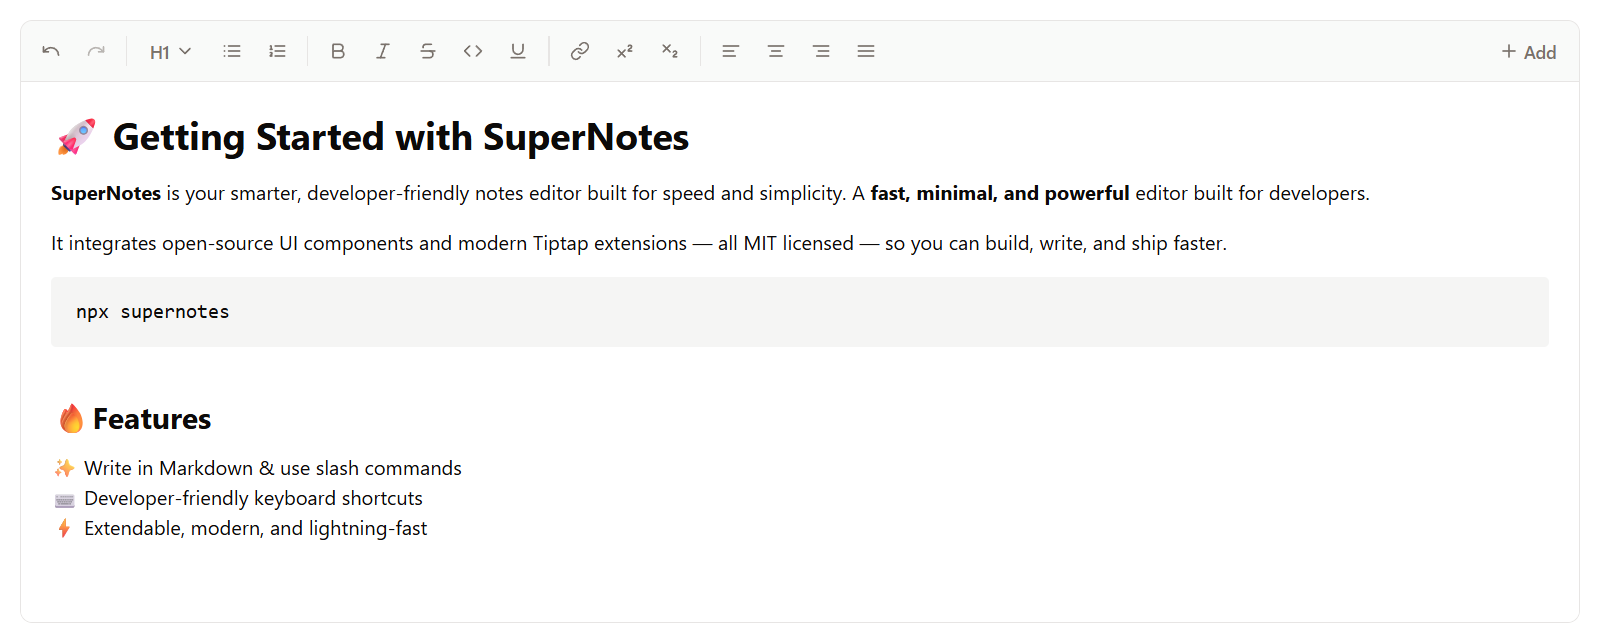 H1
Add
🚀 Getting Started with SuperNotes
SuperNotes is your smarter, developer-friendly notes editor built for speed and simplicity. A fast, minimal, and powerful editor built for developers.
It integrates open-source UI components and modern Tiptap extensions — all MIT licensed — so you can build, write, and ship faster.
npx supernotes
🔥 Features
✨ Write in Markdown & use slash commands
⌨️ Developer-friendly keyboard shortcuts
⚡ Extendable, modern, and lightning-fast